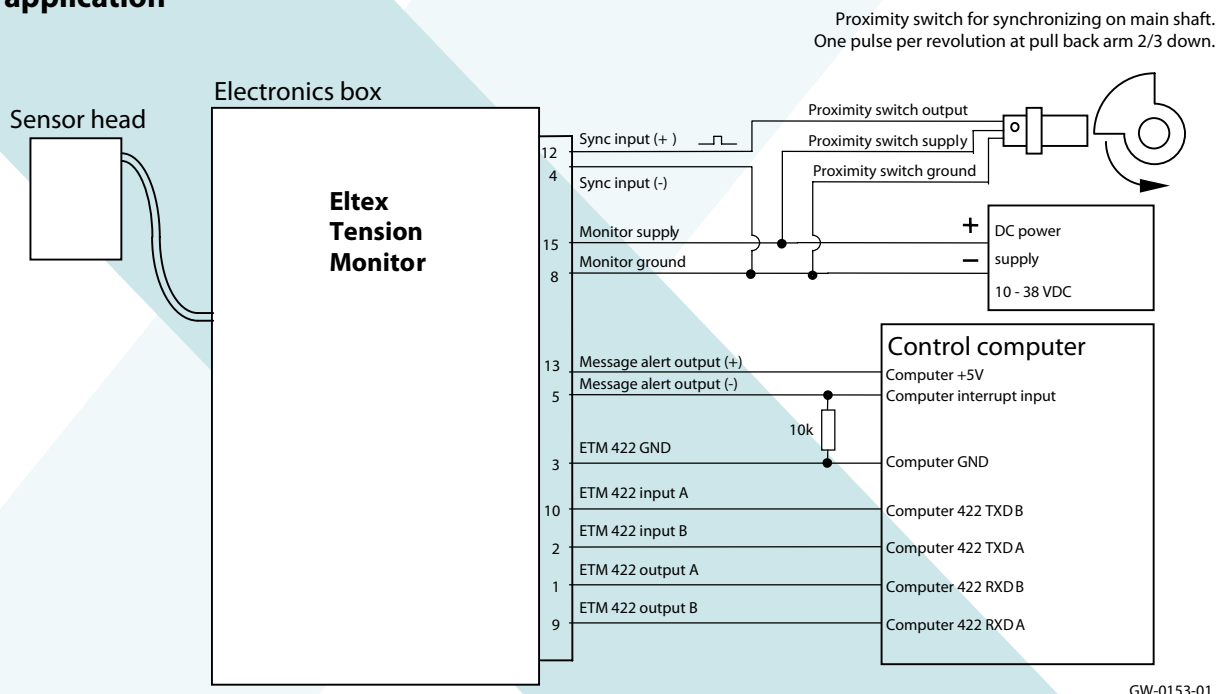 application
Proximity switch for synchronizing on main shaft.
One pulse per revolution at pull back arm 2/3 down.
Electronics box
Sensor head
Eltex
Tension
Monitor
12
4
15
8
13
5
3
10
2
1
9
Sync input (+ )
Sync input (-)
Monitor supply
Monitor ground
Message alert output (+)
Message alert output (-)
ETM 422 GND
ETM 422 input A
ETM 422 input B
ETM 422 output A
ETM 422 output B
Proximity switch output
Proximity switch supply
Proximity switch ground
+
−
DC power
supply
10 - 38 VDC
10k
Control computer
Computer +5V
Computer interrupt input
Computer GND
Computer 422 TXD B
Computer 422 TXD A
Computer 422 RXD B
Computer 422 RXD A
GW-0153-01